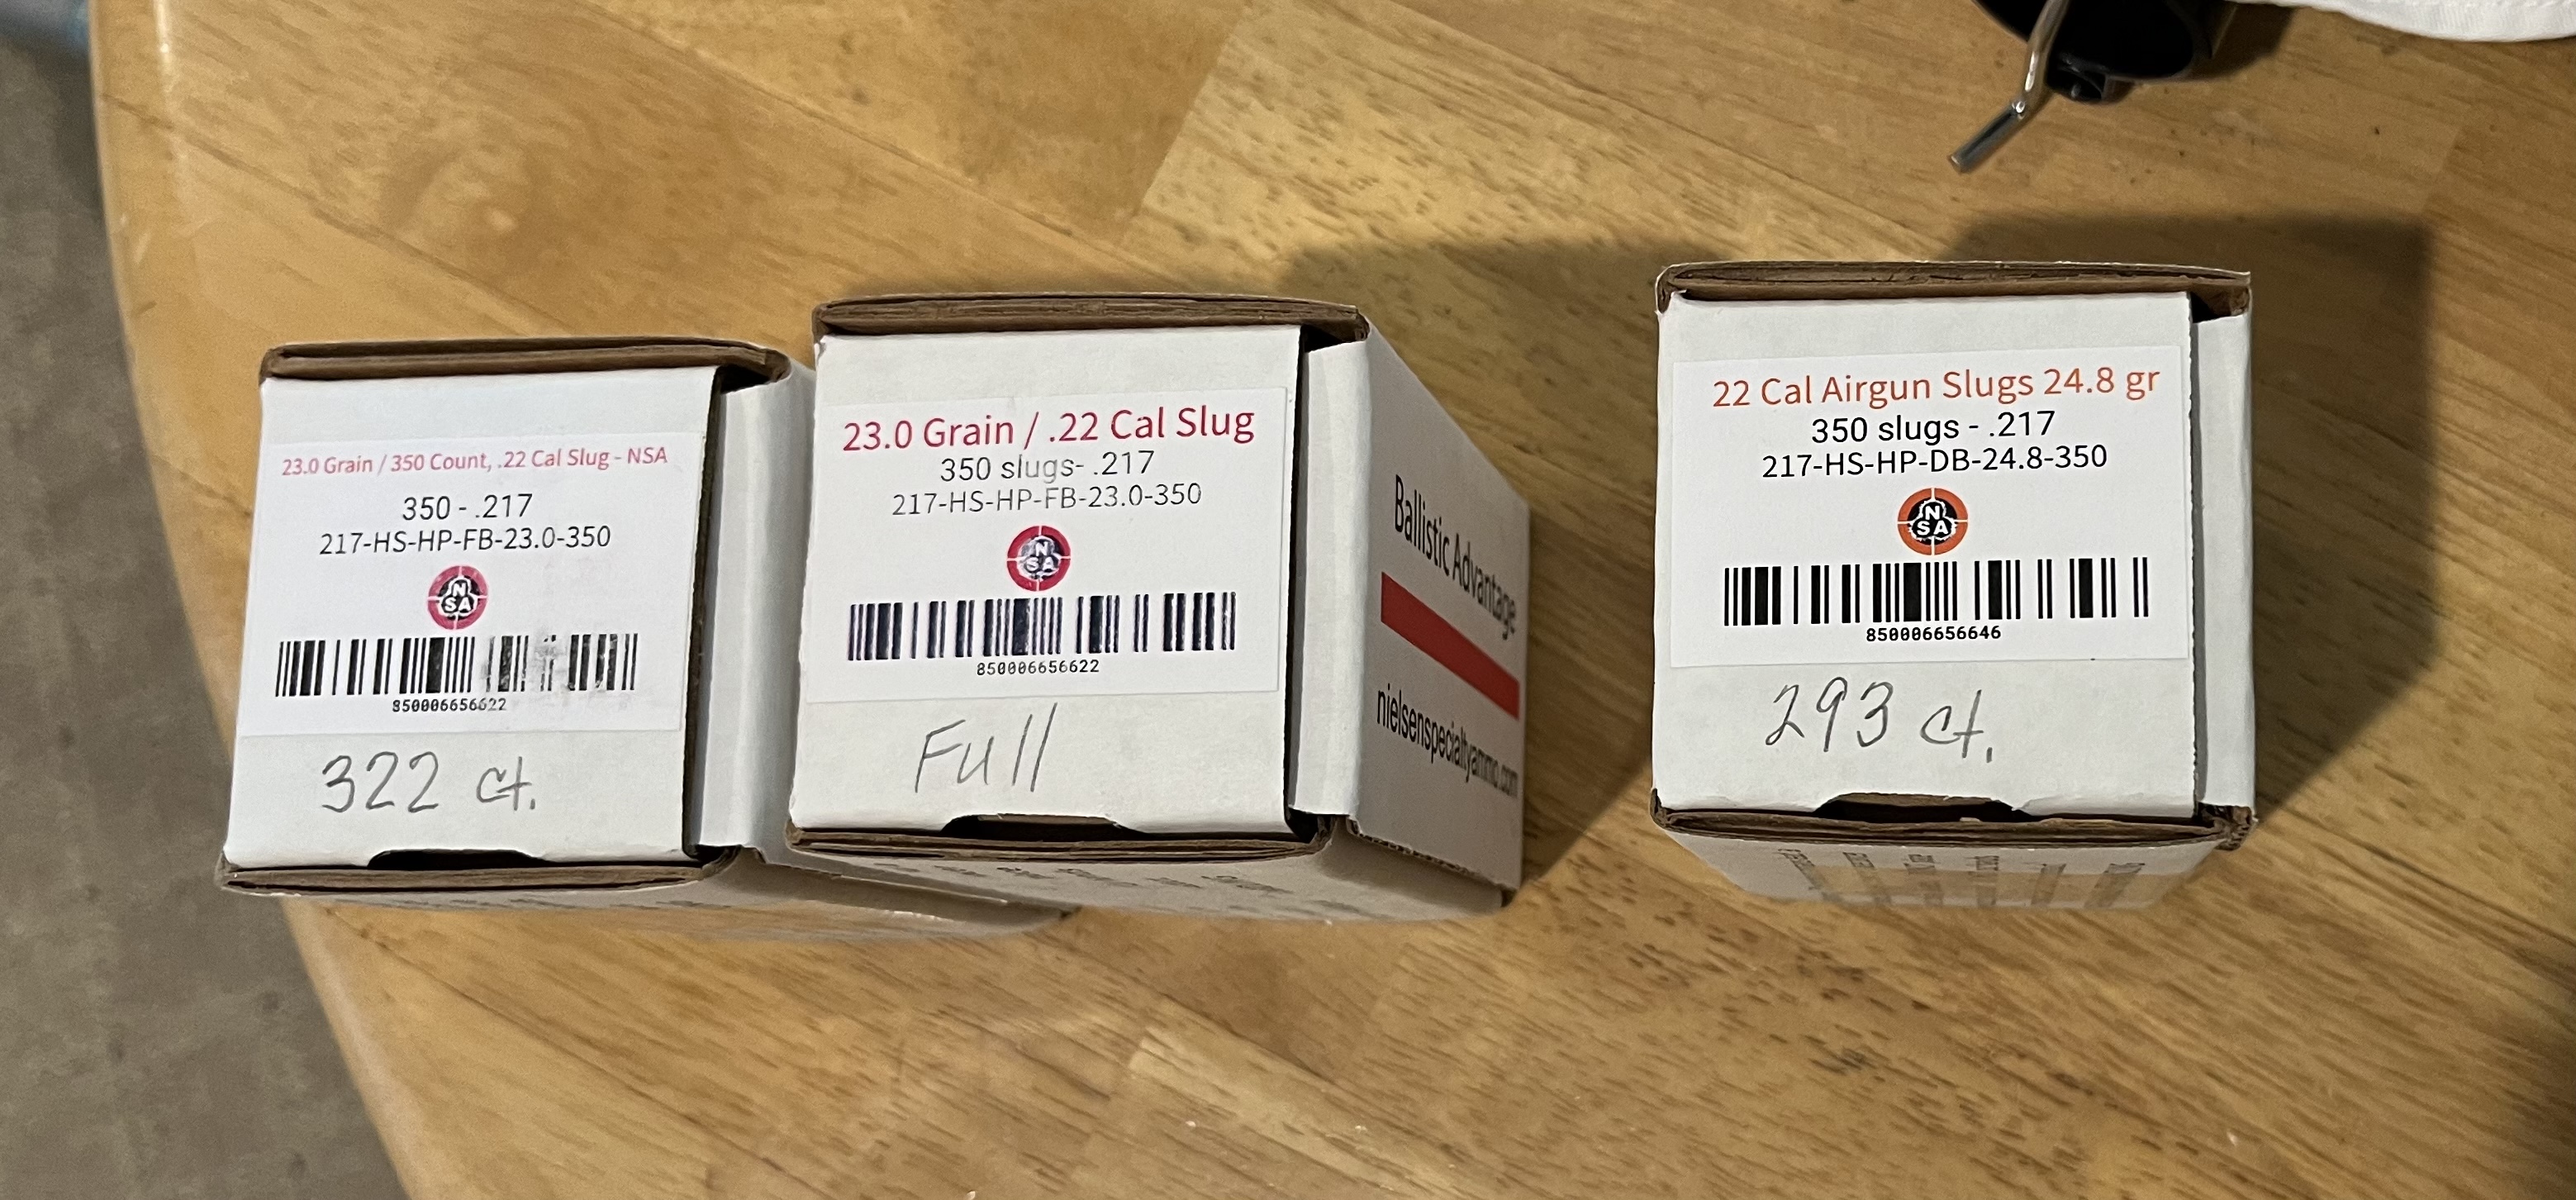 23.0 Grain / 350 Count, .22 Cal Slug - NSA
350 - .217
217-HS-HP-FB-23.0-350
NSA
850006656622
322 ct.
23.0 Grain / .22 Cal Slug
350 slugs- .217
217-HS-HP-FB-23.0-350
NSA
850006656622
Full
Ballistic Advantage
nielsenspecialtyammo.com
22 Cal Airgun Slugs 24.8 gr
350 slugs - .217
217-HS-HP-DB-24.8-350
NSA
850006656646
293 ct.